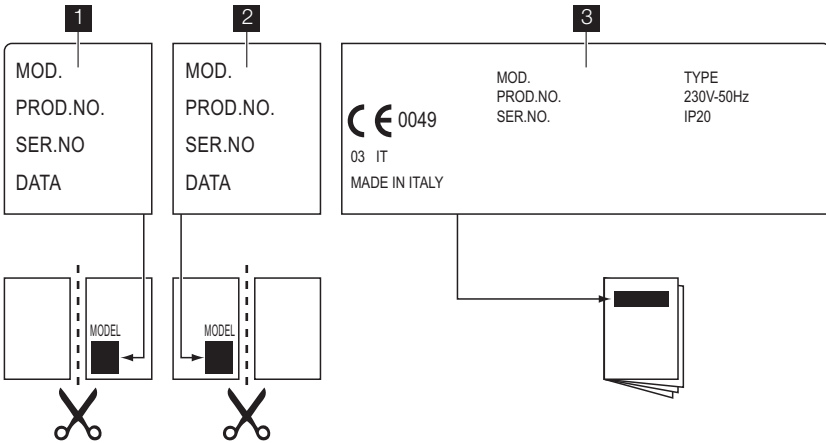 1
MOD.
PROD.NO.
SER.NO
DATA
2
MOD.
PROD.NO.
SER.NO
DATA
3
MOD.
PROD.NO.
SER.NO.
TYPE
230V-50Hz
IP20
CE 0049
03 IT
MADE IN ITALY
MODEL
MODEL